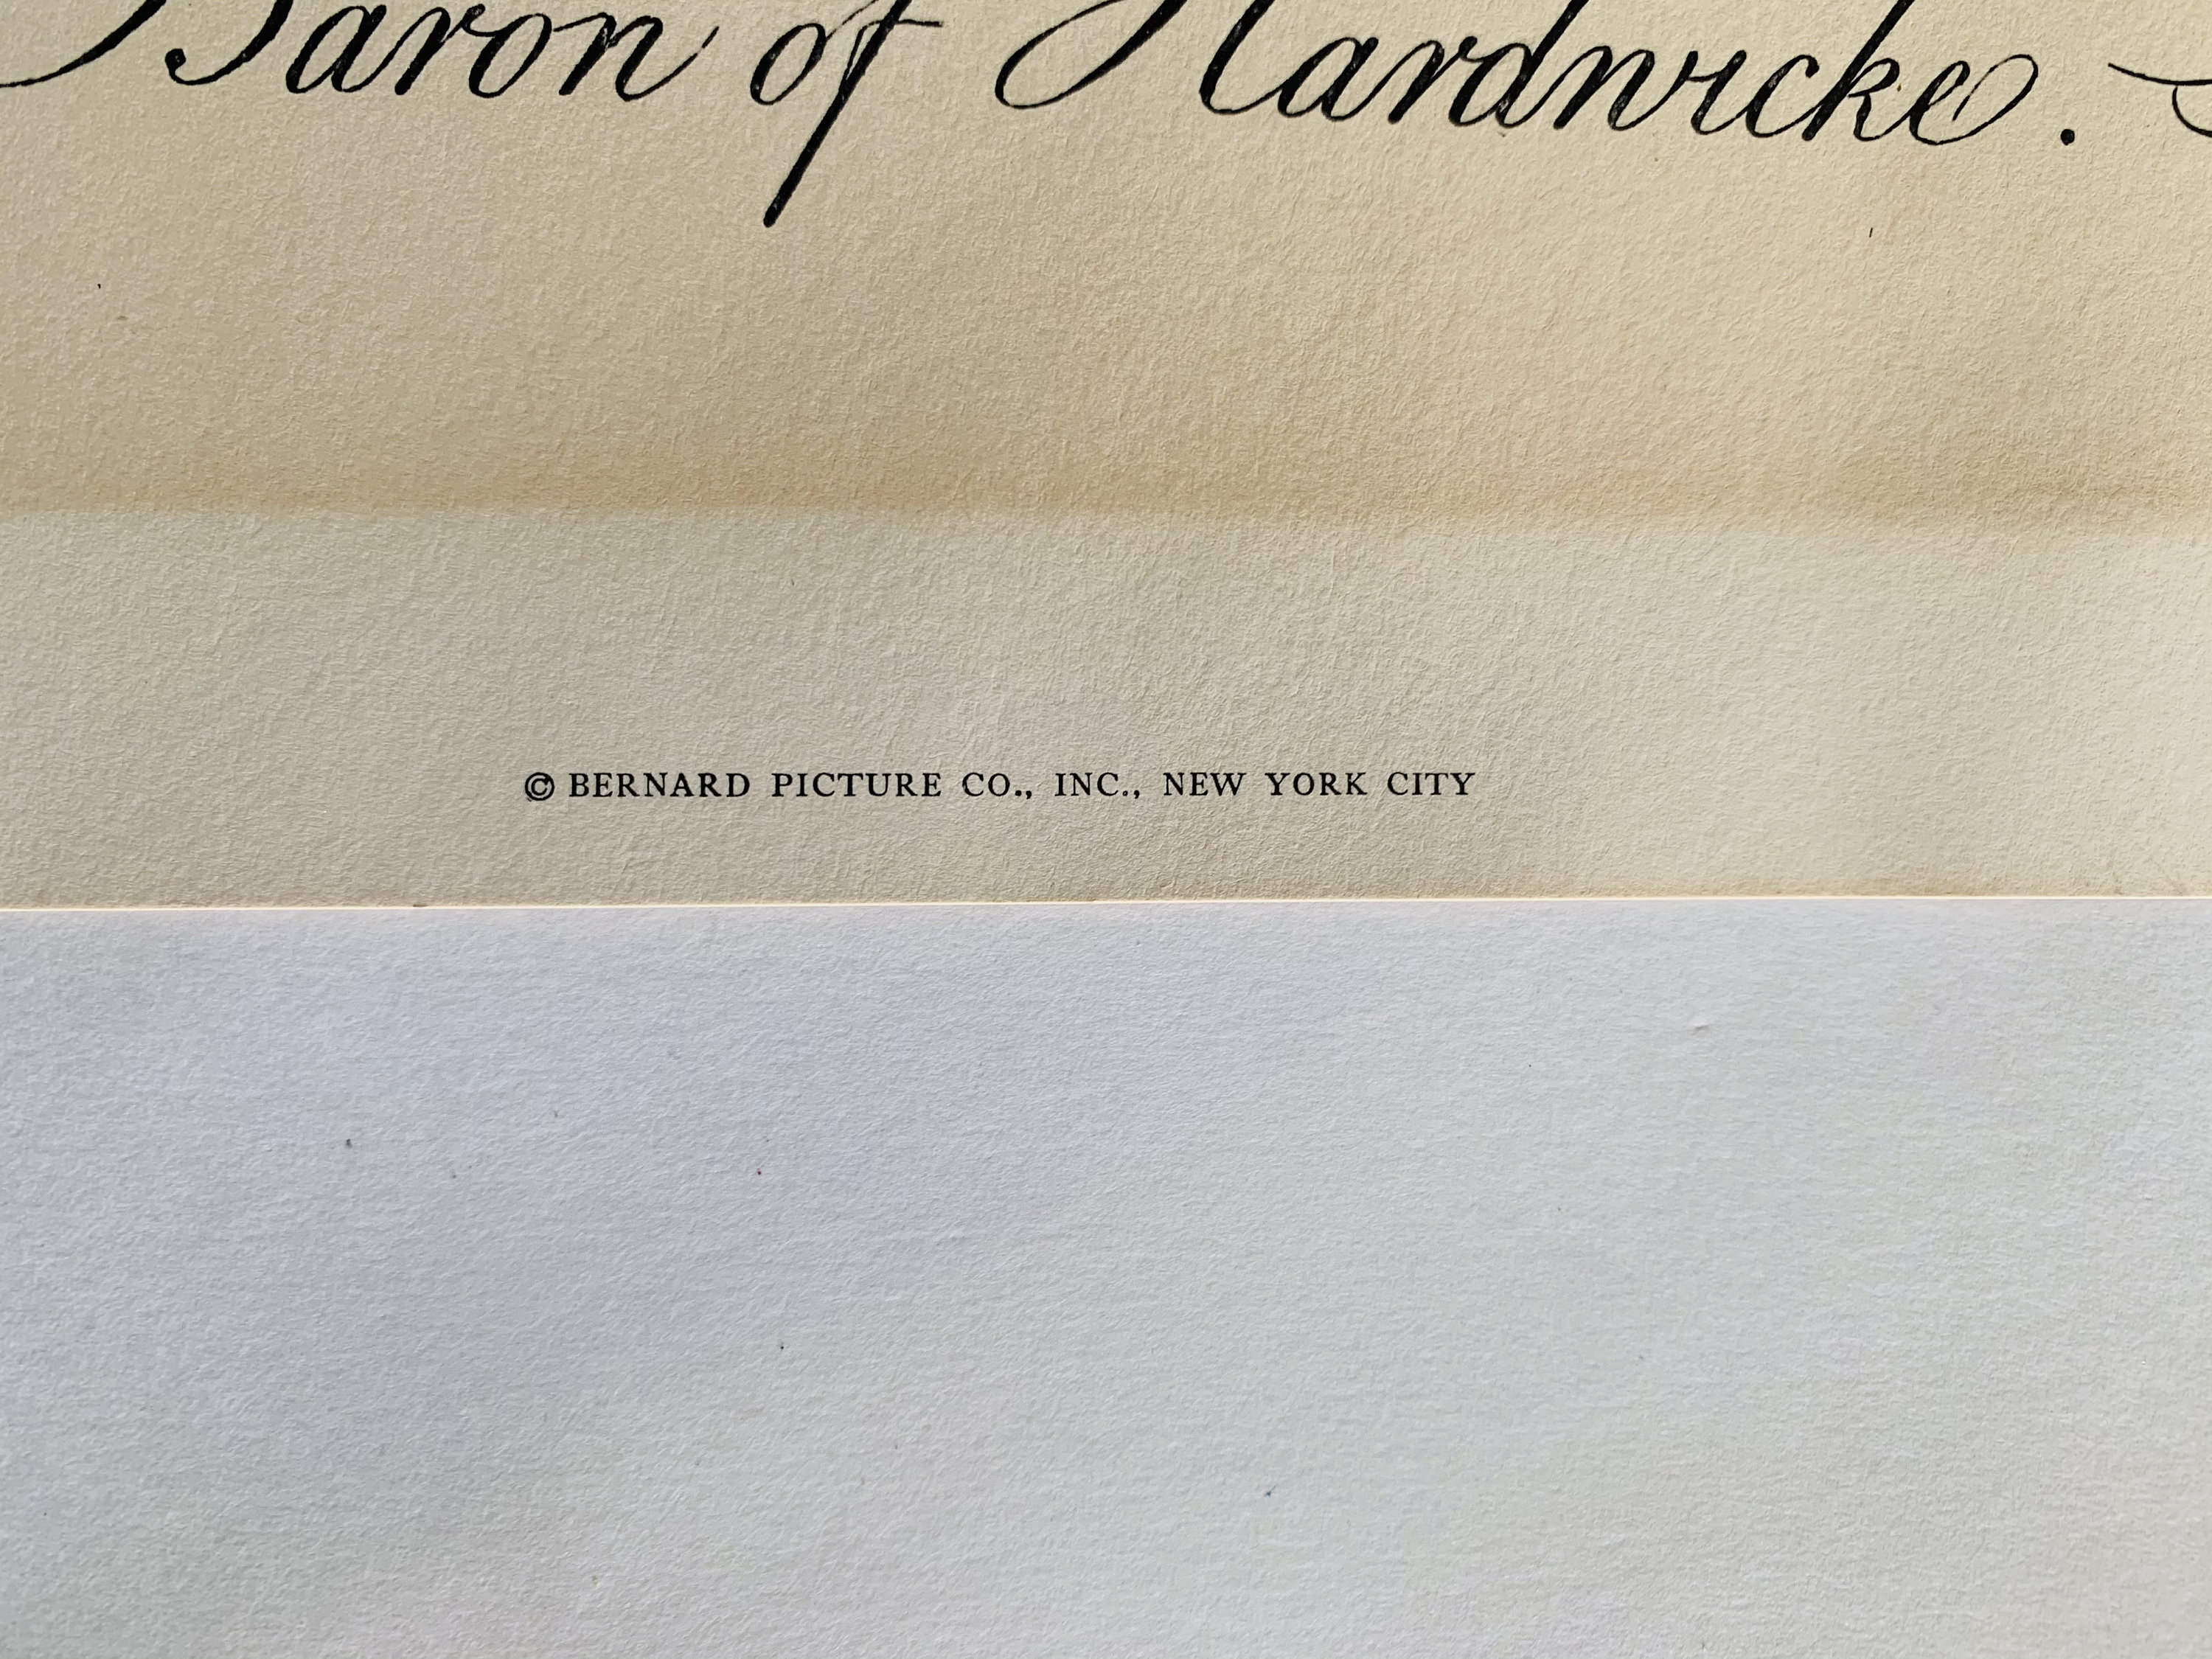 Baron of Hardwicke.
© BERNARD PICTURE CO., INC., NEW YORK CITY